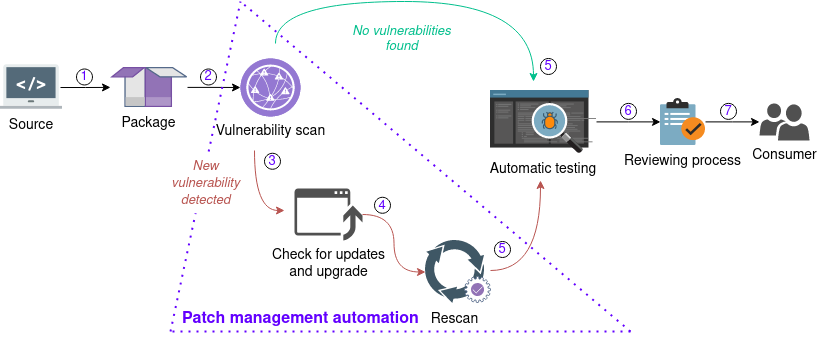 No vulnerabilities
found
1
2
5
</>
6
7
Source
Package
Vulnerability scan
Automatic testing
Reviewing process
Consumer
3
New
vulnerability
detected
4
Check for updates
and upgrade
5
Rescan
Patch management automation